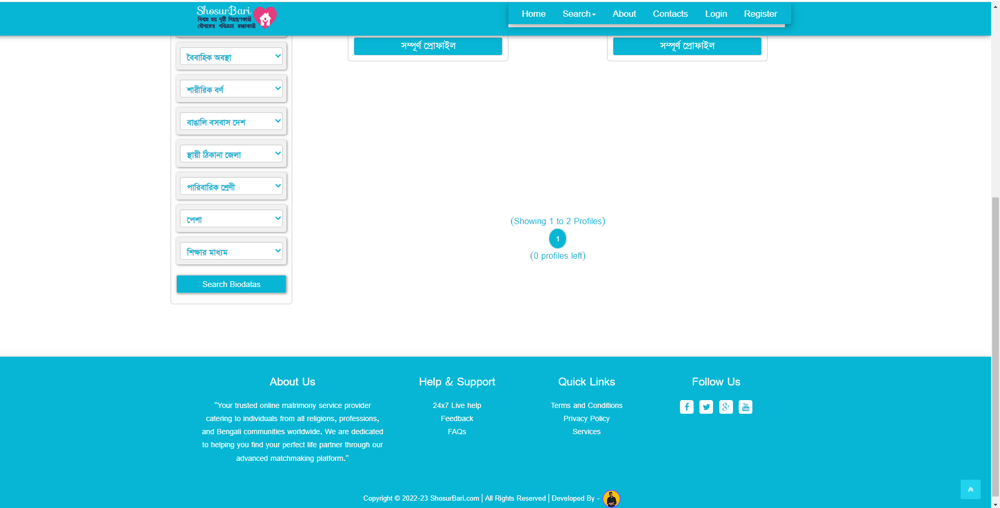 ShosurBari
বিবাহ হয় দৃষ্টি নিয়ন্ত্রণকারী
যৌনাঙ্গের পবিত্রতা রক্ষাকারী
Home Search About Contacts Login Register
সম্পূর্ণ প্রোফাইল সম্পূর্ণ প্রোফাইল
বৈবাহিক অবস্থা
শারীরিক বর্ণ
বাঙালি বসবাস দেশ
স্থায়ী ঠিকানা জেলা
পারিবারিক শ্রেণী
পেশা
শিক্ষার মাধ্যম
Search Biodatas
(Showing 1 to 2 Profiles)
1
(0 profiles left)
About Us
"Your trusted online matrimony service provider
catering to individuals from all religions, professions,
and Bengali communities worldwide. We are dedicated
to helping you find your perfect life partner through our
advanced matchmaking platform."
Help & Support
24x7 Live help
Feedback
FAQs
Quick Links
Terms and Conditions
Privacy Policy
Services
Follow Us
You Tube
Copyright © 2022-23 ShosurBari.com | All Rights Reserved | Developed By -